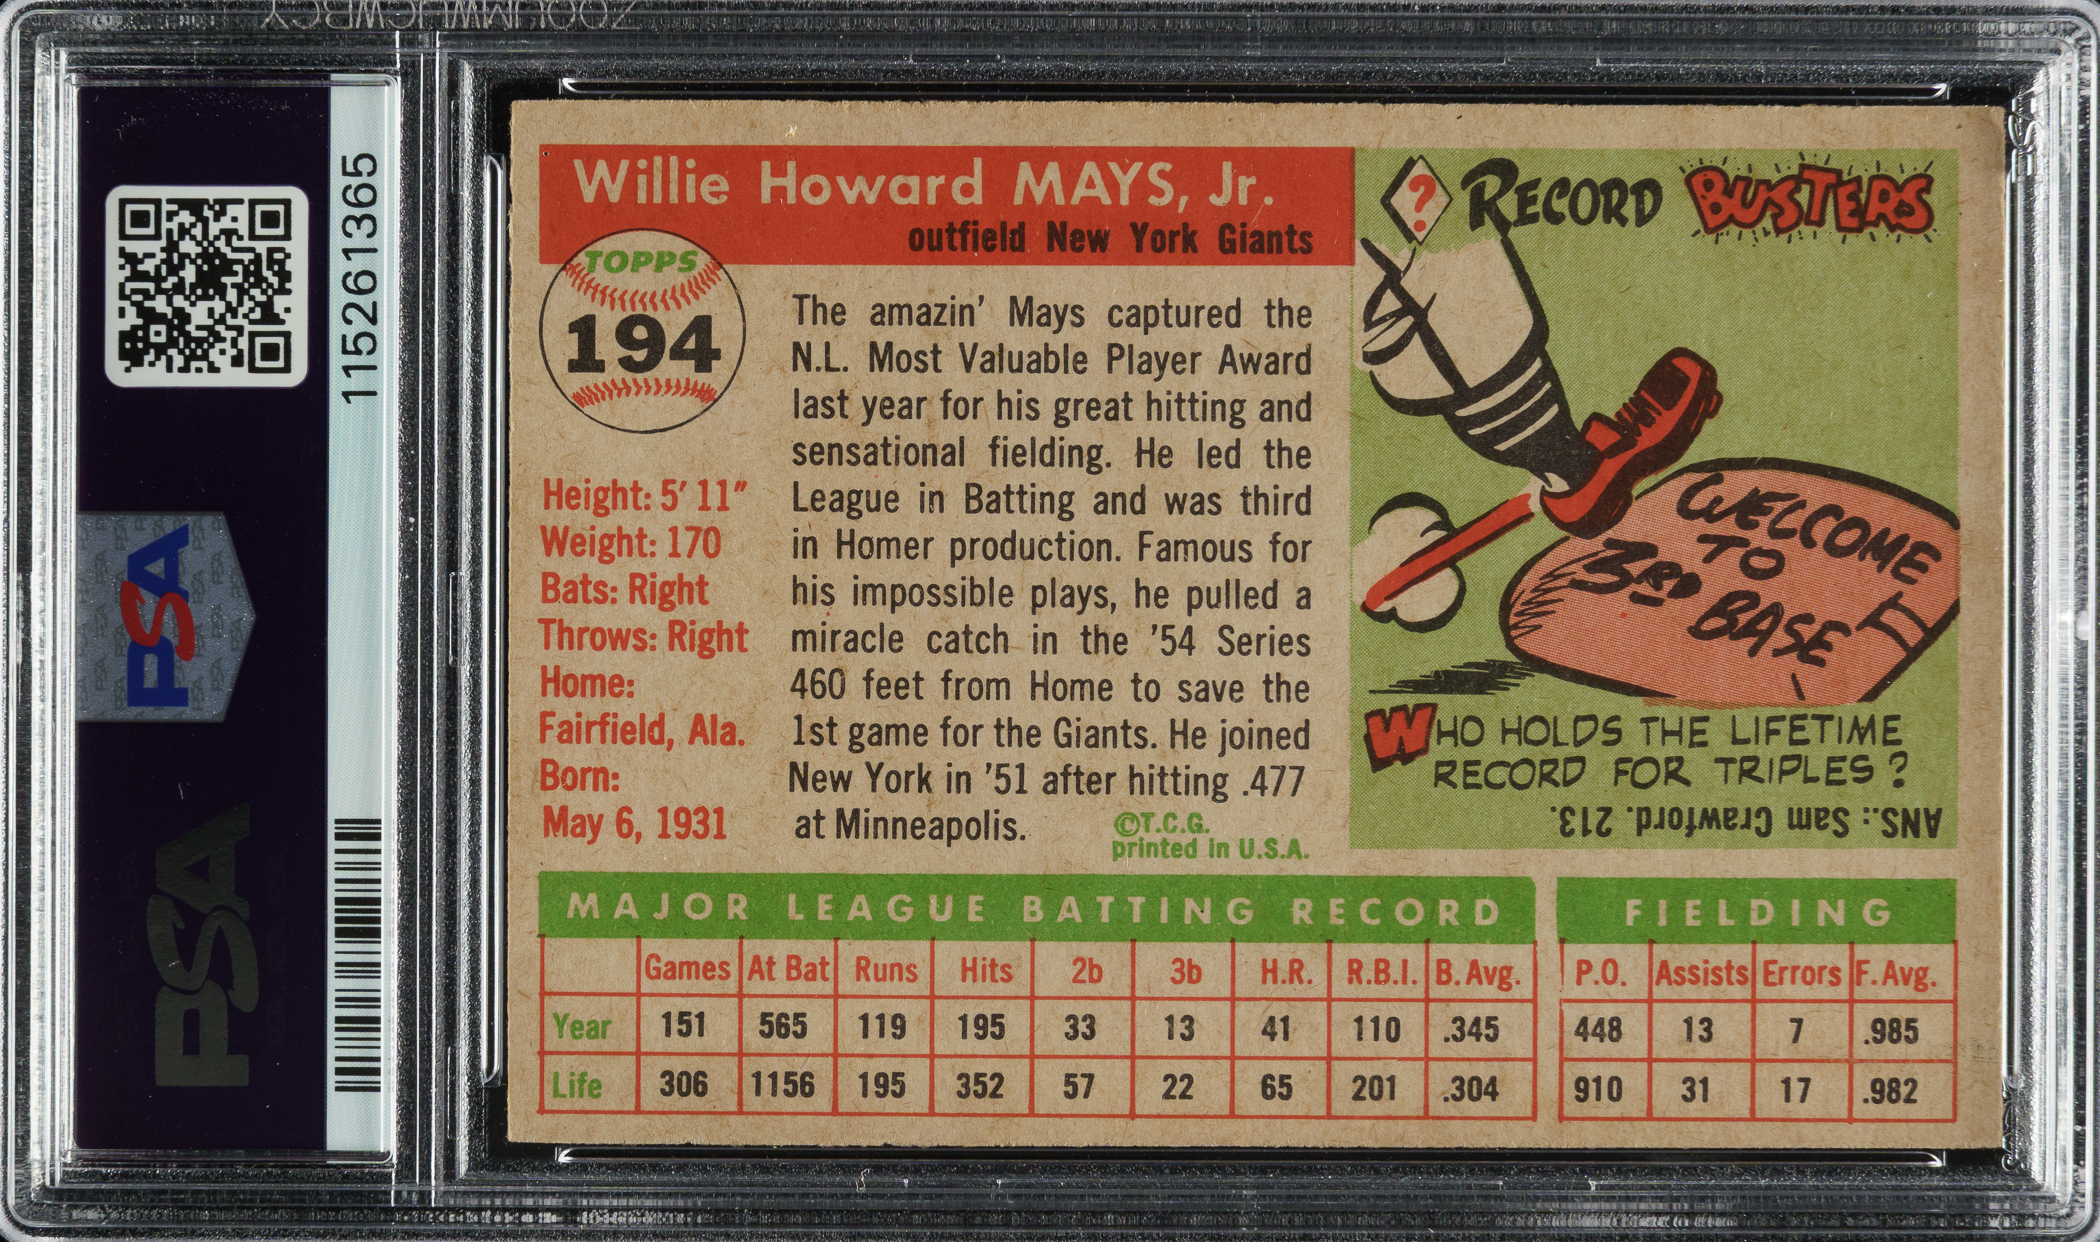 115261365
PSA
PSA
Willie Howard MAYS, Jr.
outfield New York Giants
TOPPS
194
Height: 5' 11"
Weight: 170
Bats: Right
Throws: Right
Home:
Fairfield, Ala.
Born:
May 6, 1931
The amazin' Mays captured the
N.L. Most Valuable Player Award
last year for his great hitting and
sensational fielding. He led the
League in Batting and was third
in Homer production. Famous for
his impossible plays, he pulled a
miracle catch in the '54 Series
460 feet from Home to save the
1st game for the Giants. He joined
New York in '51 after hitting .477
at Minneapolis.
©T.C.G.
printed in U.S.A.
? RECORD BUSTERS
WELCOME
TO
3RD BASE
WHO HOLDS THE LIFETIME
RECORD FOR TRIPLES?
ANS.: Sam Crawford. 213.
MAJOR LEAGUE BATTING RECORD
Games At Bat Runs Hits 2b 3b H.R. R.B.I. B. Avg.
Year 151 565 119 195 33 13 41 110 .345
Life 306 1156 195 352 57 22 65 201 .304
FIELDING
P.O. Assists Errors F. Avg.
448 13 7 .985
910 31 17 .982